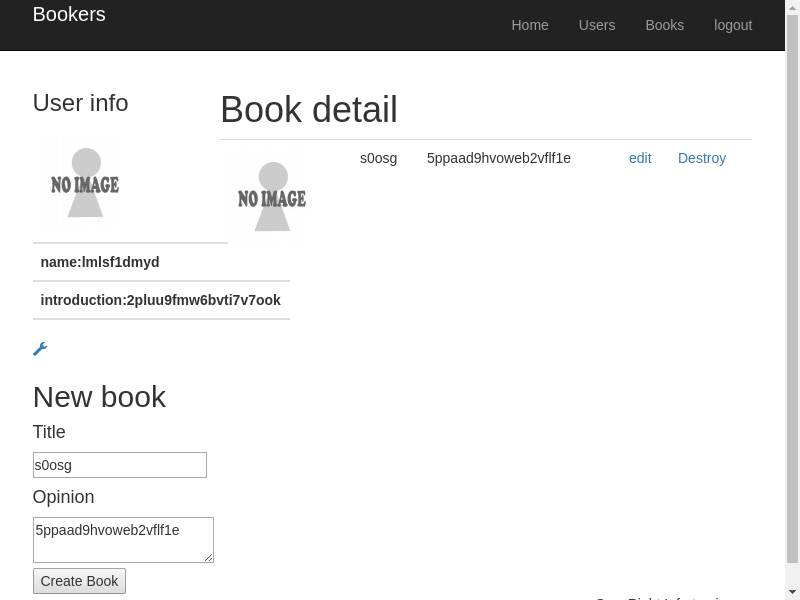 Bookers
Home Users Books logout
User info
Book detail
NO IMAGE
NO IMAGE
s0osg 5ppaad9hvoweb2vflf1e edit Destroy
name:lmlsf1dmyd
introduction:2pluu9fmw6bvti7v7ook
New book
Title
s0osg
Opinion
5ppaad9hvoweb2vflf1e
Create Book